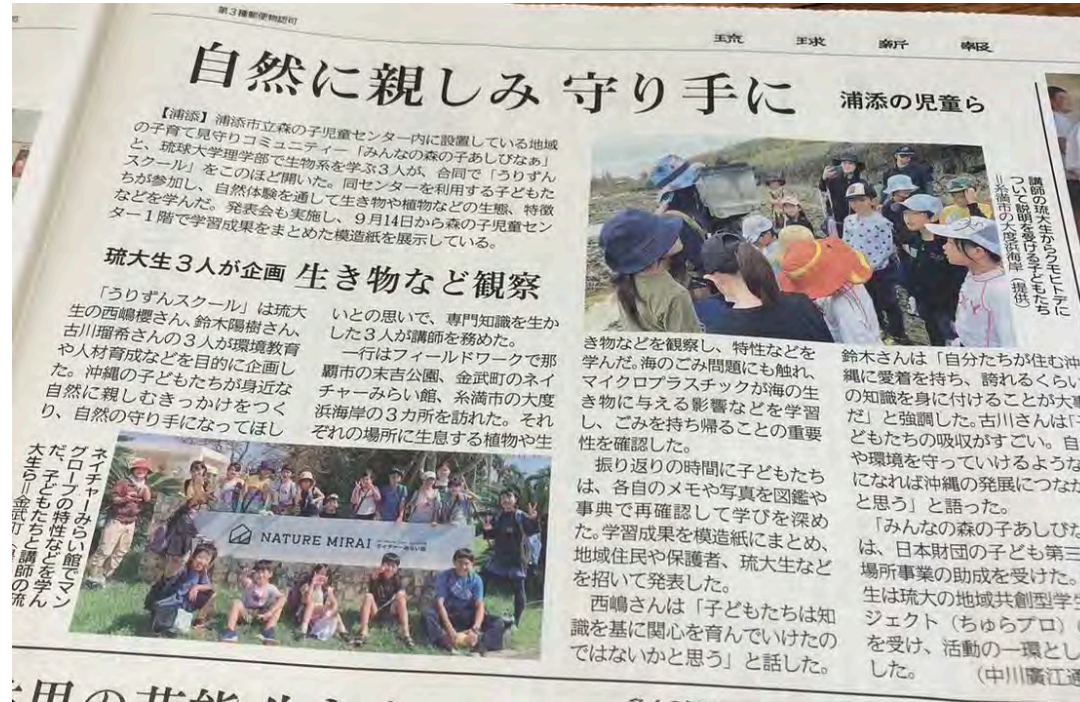 第3種郵便物認可
琉球新報
自然に親しみ 守り手に
浦添の児童ら
【浦添】浦添市立森の子児童センター内に設置している地域
の子育て見守りコミュニティー「みんなの森の子あしびなぁ」
と、琉球大学理学部で生物系を学ぶ3人が、合同で「うりずん
スクール」をこのほど開いた。同センターを利用する子どもた
ちが参加し、自然体験を通して生き物や植物などの生態、特徴
などを学んだ。発表会も実施し、9月14日から森の子児童セン
ター1階で学習成果をまとめた模造紙を展示している。
琉大生3人が企画 生き物など観察
「うりずんスクール」は琉大
生の西嶋櫻さん、鈴木陽樹さん、
古川瑠希さんの3人が環境教育
や人材育成などを目的に企画し
た。沖縄の子どもたちが身近な
自然に親しむきっかけをつく
り、自然の守り手になってほし
いとの思いで、専門知識を生か
した3人が講師を務めた。
一行はフィールドワークで那
覇市の末吉公園、金武町のネイ
チャーみらい館、糸満市の大度
浜海岸の3カ所を訪れた。それ
ぞれの場所に生息する植物や生
き物などを観察し、特性などを
学んだ。海のごみ問題にも触れ、
マイクロプラスチックが海の生
き物に与える影響などを学習
し、ごみを持ち帰ることの重要
性を確認した。
振り返りの時間に子どもたち
は、各自のメモや写真を図鑑や
事典で再確認して学びを深め
た。学習成果を模造紙にまとめ、
地域住民や保護者、琉大生など
を招いて発表した。
西嶋さんは「子どもたちは知
識を基に関心を育んでいけたの
ではないかと思う」と話した。
鈴木さんは「自分たちが住む沖
縄に愛着を持ち、誇れるくらい
の知識を身に付けることが大事
だ」と強調した。古川さんは「子
どもたちの吸収がすごい。自
や環境を守っていけるような
になれば沖縄の発展につなが
と思う」と語った。
「みんなの森の子あしびな
は、日本財団の子ども第三
場所事業の助成を受けた。
生は琉大の地域共創型学生
ジェクト(ちゅらプロ)
を受け、活動の一環とし
した。
(中川廣江通
講師の琉大生からクモヒトデに
ついて説明を受ける子どもたち
=糸満市の大度浜海岸(提供)
ネイチャーみらい館でマン
グローブの特性などを学ん
だ、子どもたちと講師の琉
大生ら=金武町
NATURE MIRAI
ネイチャーみらい館